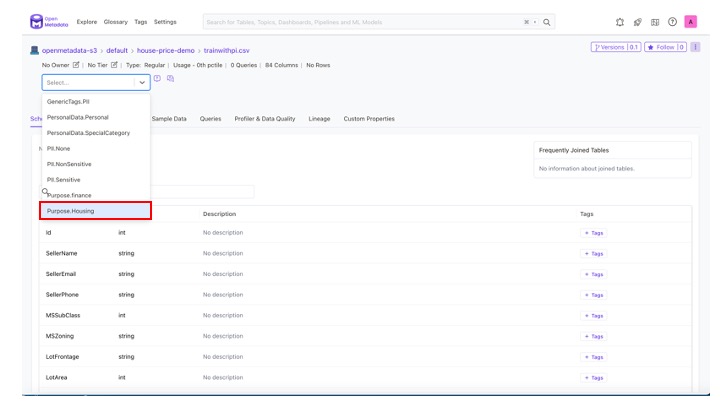 Open Metadata Explore Glossary Tags Settings Search for Tables, Topics, Dashboards, Pipelines and ML Models ⌘ + A
openmetadata-s3 > default > house-price-demo > trainwithpi.csv Versions 0.1 Follow 0
No Owner | No Tier | Type: Regular | Usage - 0th pctile | 0 Queries | 84 Columns | No Rows
Select...
GenericTags.PII
PersonalData.Personal
PersonalData.SpecialCategory
PII.None
PII.NonSensitive
PII.Sensitive
Purpose.finance
Purpose.Housing
Sample Data Queries Profiler & Data Quality Lineage Custom Properties
Frequently Joined Tables
No information about joined tables.
Description Tags
Id int No description + Tags
SellerName string No description + Tags
SellerEmail string No description + Tags
SellerPhone string No description + Tags
MSSubClass int No description + Tags
MSZoning string No description + Tags
LotFrontage string No description + Tags
LotArea int No description + Tags